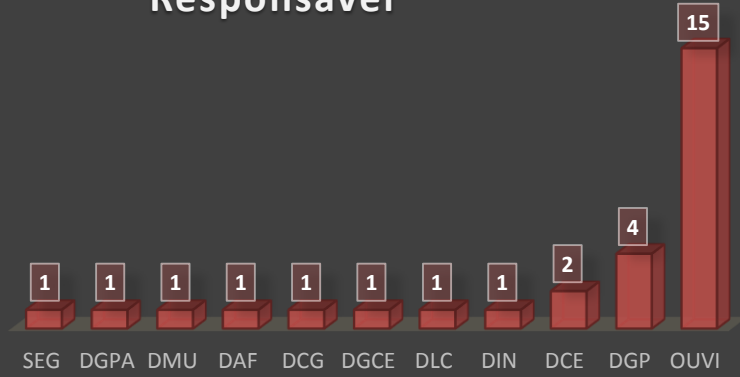 Responsável
15
4
2
1 1 1 1 1 1 1 1
SEG DGPA DMU DAF DCG DGCE DLC DIN DCE DGP OUVI